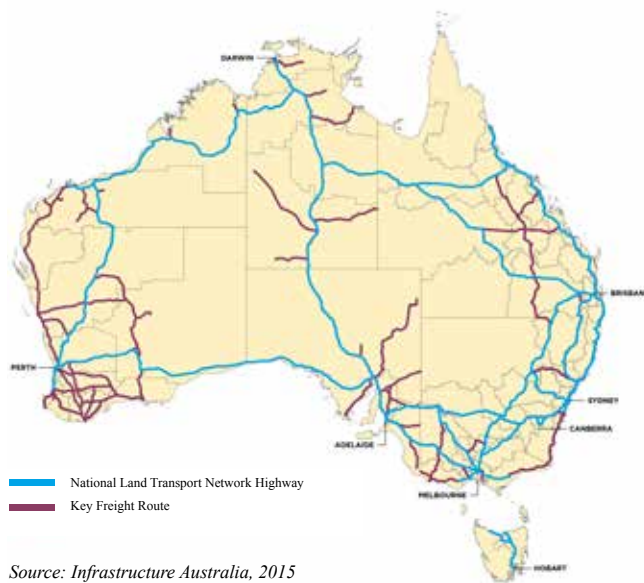 DARWIN
BRISBAN
PERTH
SYDNEY
CANBERRA
ADELAIDE
MELBOURNE
National Land Transport Network Highway
Key Freight Route
HOBART
Source: Infrastructure Australia, 2015